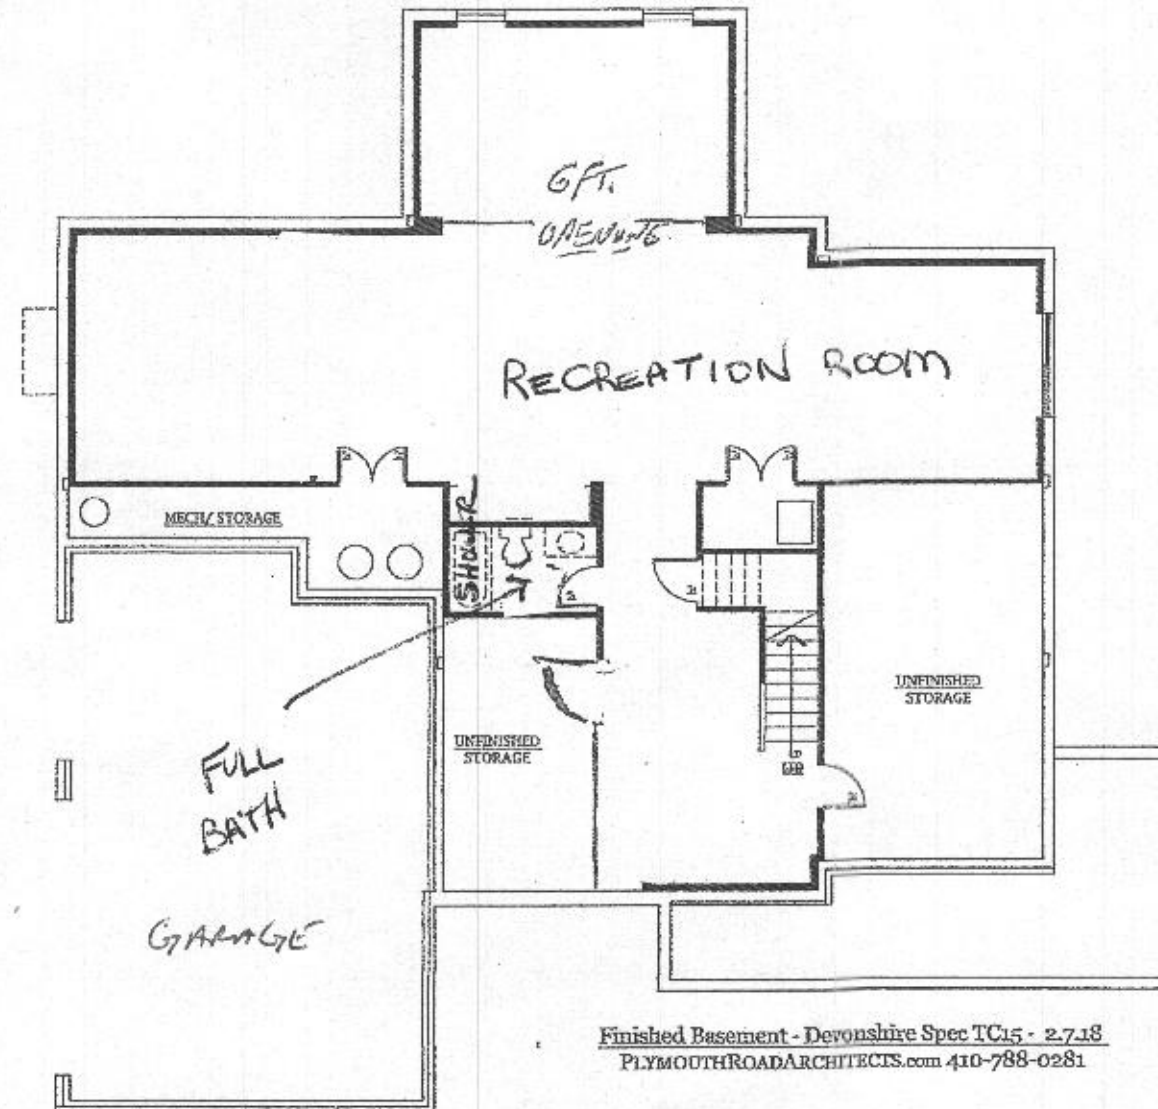 6FT.
OPENING
RECREATION ROOM
MECH/ STORAGE
SHOWER
UNFINISHED
STORAGE
UNFINISHED
STORAGE
UP
FULL
BATH
GARAGE
Finished Basement - Devonshire Spec TC15 - 2.7.18
PLYMOUTHROADARCHITECTS.com 410-788-0281